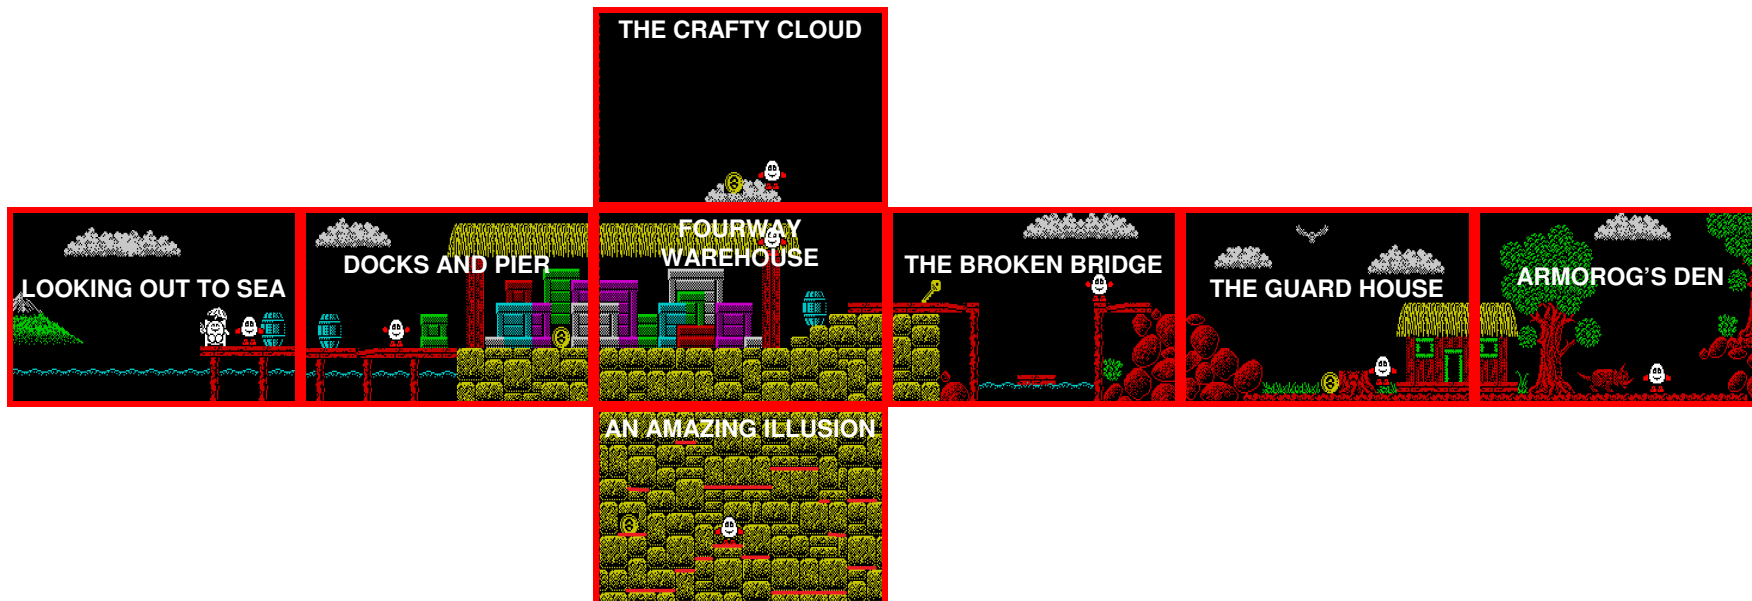 THE CRAFTY CLOUD
LOOKING OUT TO SEA
DOCKS AND PIER
FOURWAY
WAREHOUSE
THE BROKEN BRIDGE
THE GUARD HOUSE
ARMOROG'S DEN
AN AMAZING ILLUSION